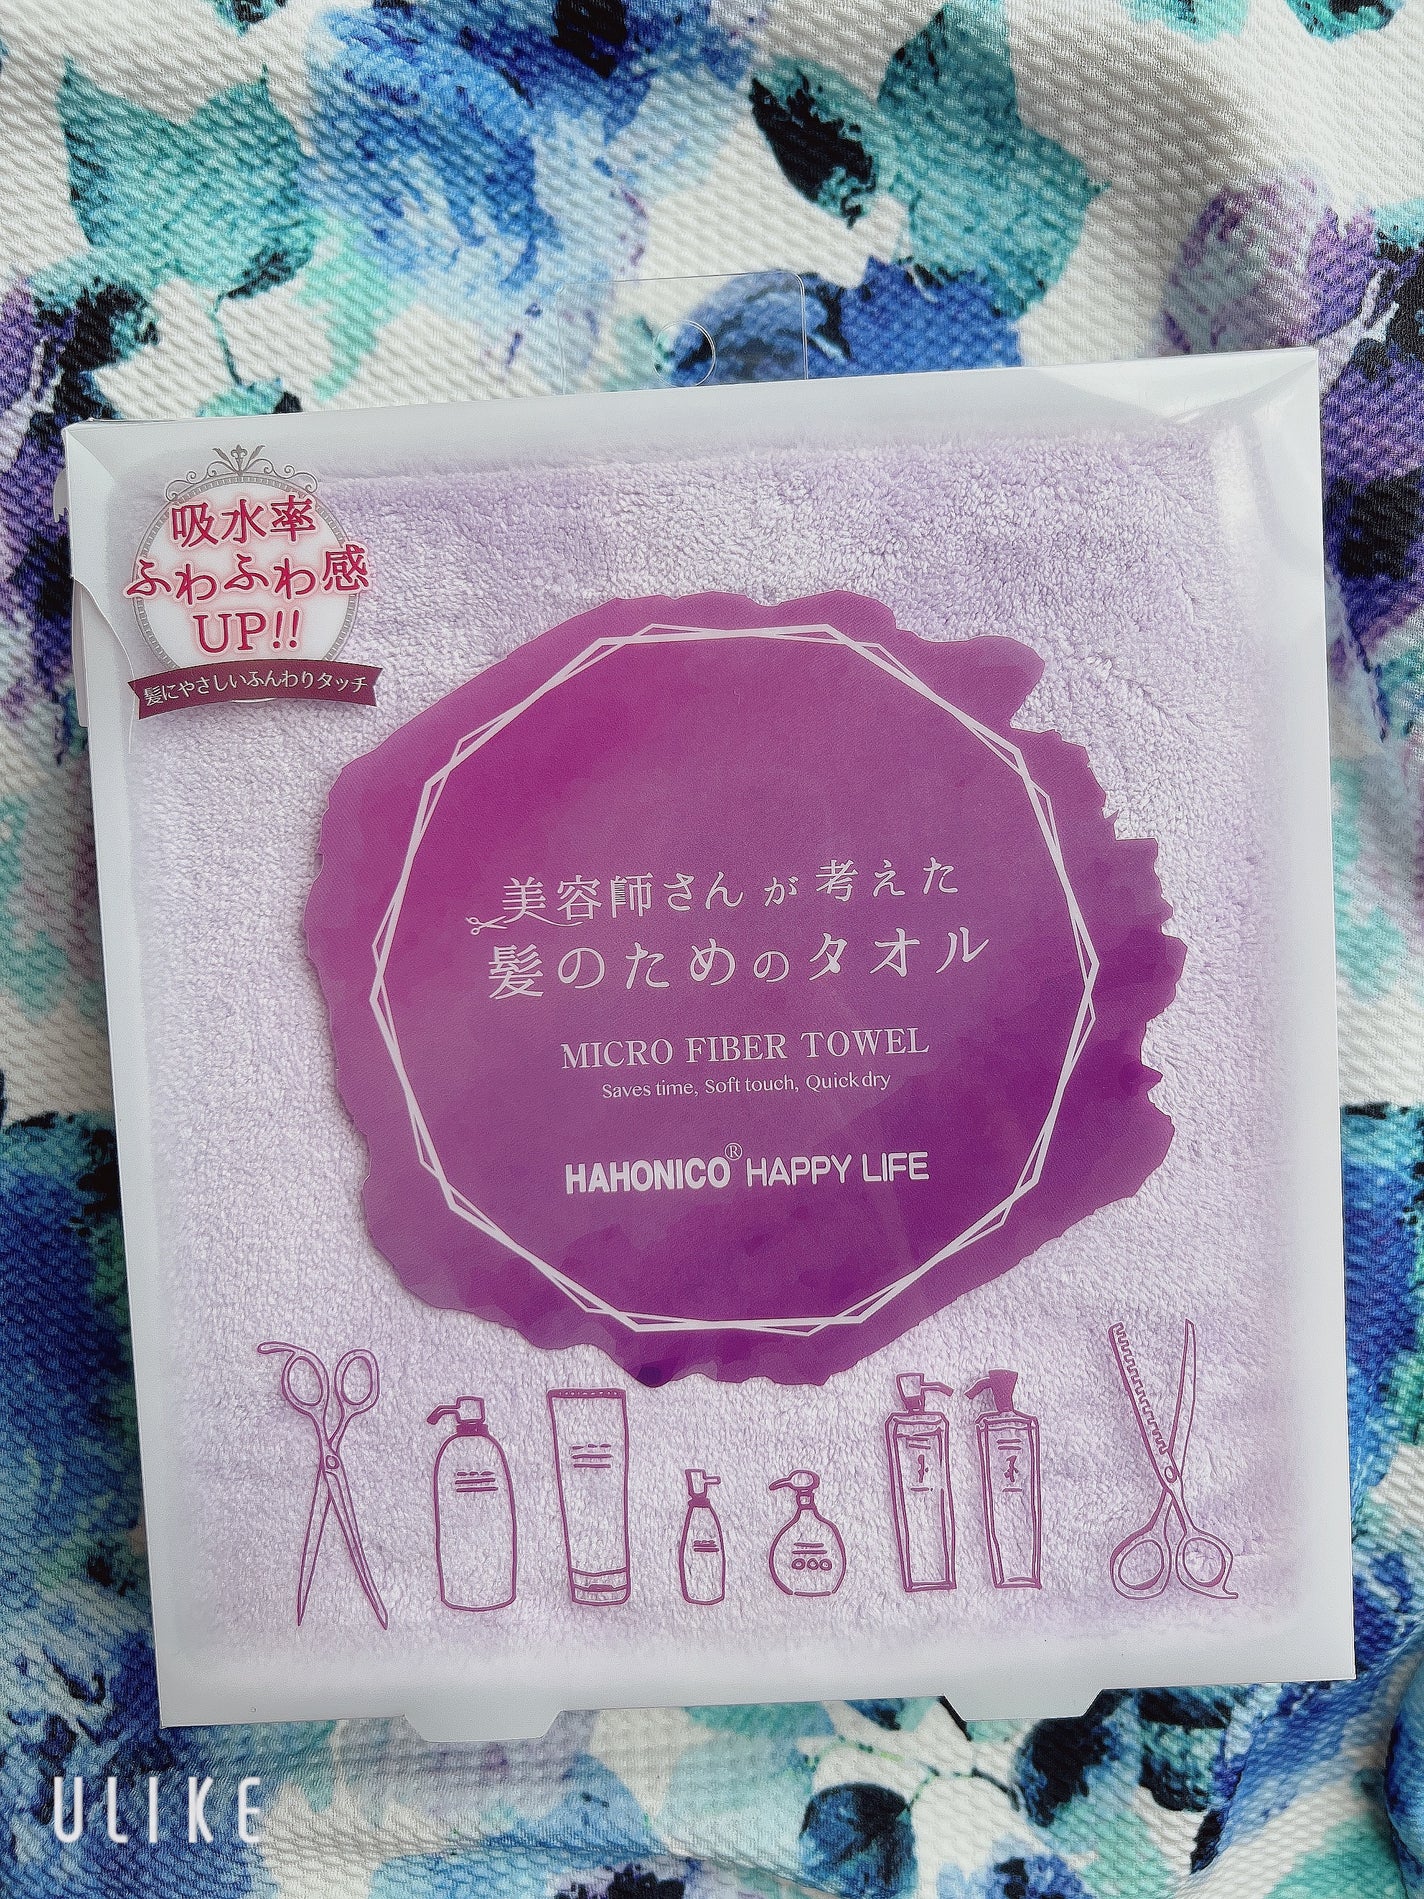 吸水率
ふわふわ感
UP!!
髪にやさしいふんわりタッチ
美容師さんが考えた
髪のためのタオル
MICRO FIBER TOWEL
Saves time, Soft touch, Quick dry
HAHONICO® HAPPY LIFE
ULIKE